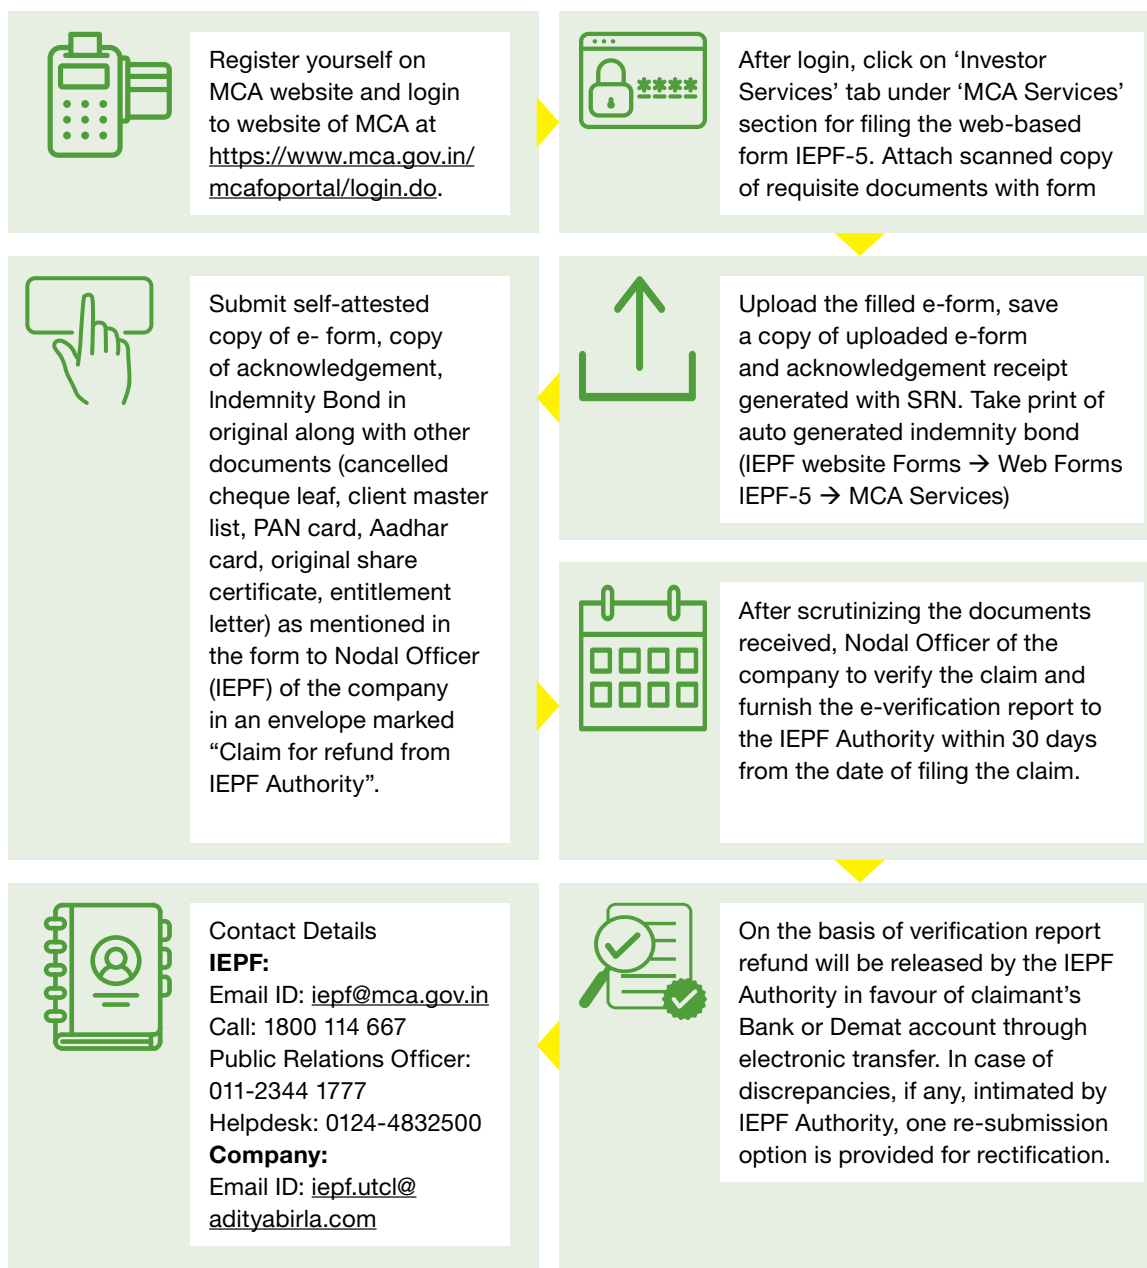 Register yourself on
MCA website and login
to website of MCA at
https://www.mca.gov.in/
mcafoportal/login.do.
After login, click on ‘Investor
Services’ tab under ‘MCA Services’
section for filing the web-based
form IEPF-5. Attach scanned copy
of requisite documents with form
Upload the filled e-form, save
a copy of uploaded e-form
and acknowledgement receipt
generated with SRN. Take print of
auto generated indemnity bond
(IEPF website Forms → Web Forms
IEPF-5 → MCA Services)
Submit self-attested
copy of e- form, copy
of acknowledgement,
Indemnity Bond in
original along with other
documents (cancelled
cheque leaf, client master
list, PAN card, Aadhar
card, original share
certificate, entitlement
letter) as mentioned in
the form to Nodal Officer
(IEPF) of the company
in an envelope marked
“Claim for refund from
IEPF Authority”.
After scrutinizing the documents
received, Nodal Officer of the
company to verify the claim and
furnish the e-verification report to
the IEPF Authority within 30 days
from the date of filing the claim.
On the basis of verification report
refund will be released by the IEPF
Authority in favour of claimant’s
Bank or Demat account through
electronic transfer. In case of
discrepancies, if any, intimated by
IEPF Authority, one re-submission
option is provided for rectification.
Contact Details
IEPF:
Email ID: iepf@mca.gov.in
Call: 1800 114 667
Public Relations Officer:
011-2344 1777
Helpdesk: 0124-4832500
Company:
Email ID: iepf.utcl@
adityabirla.com